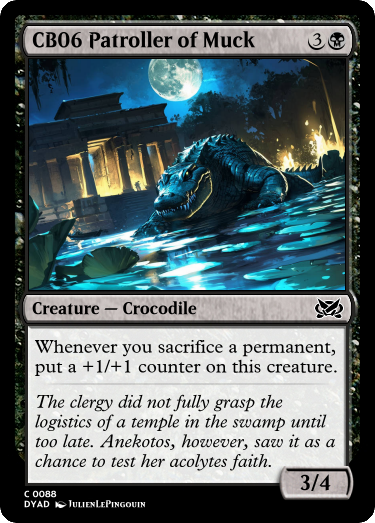 CB06 Patroller of Muck 3
Creature — Crocodile
Whenever you sacrifice a permanent,
put a +1/+1 counter on this creature.
The clergy did not fully grasp the
logistics of a temple in the swamp until
too late. Anekotos, however, saw it as a
chance to test her acolytes faith.
3/4
C 0088
DYAD JulienLePingouin